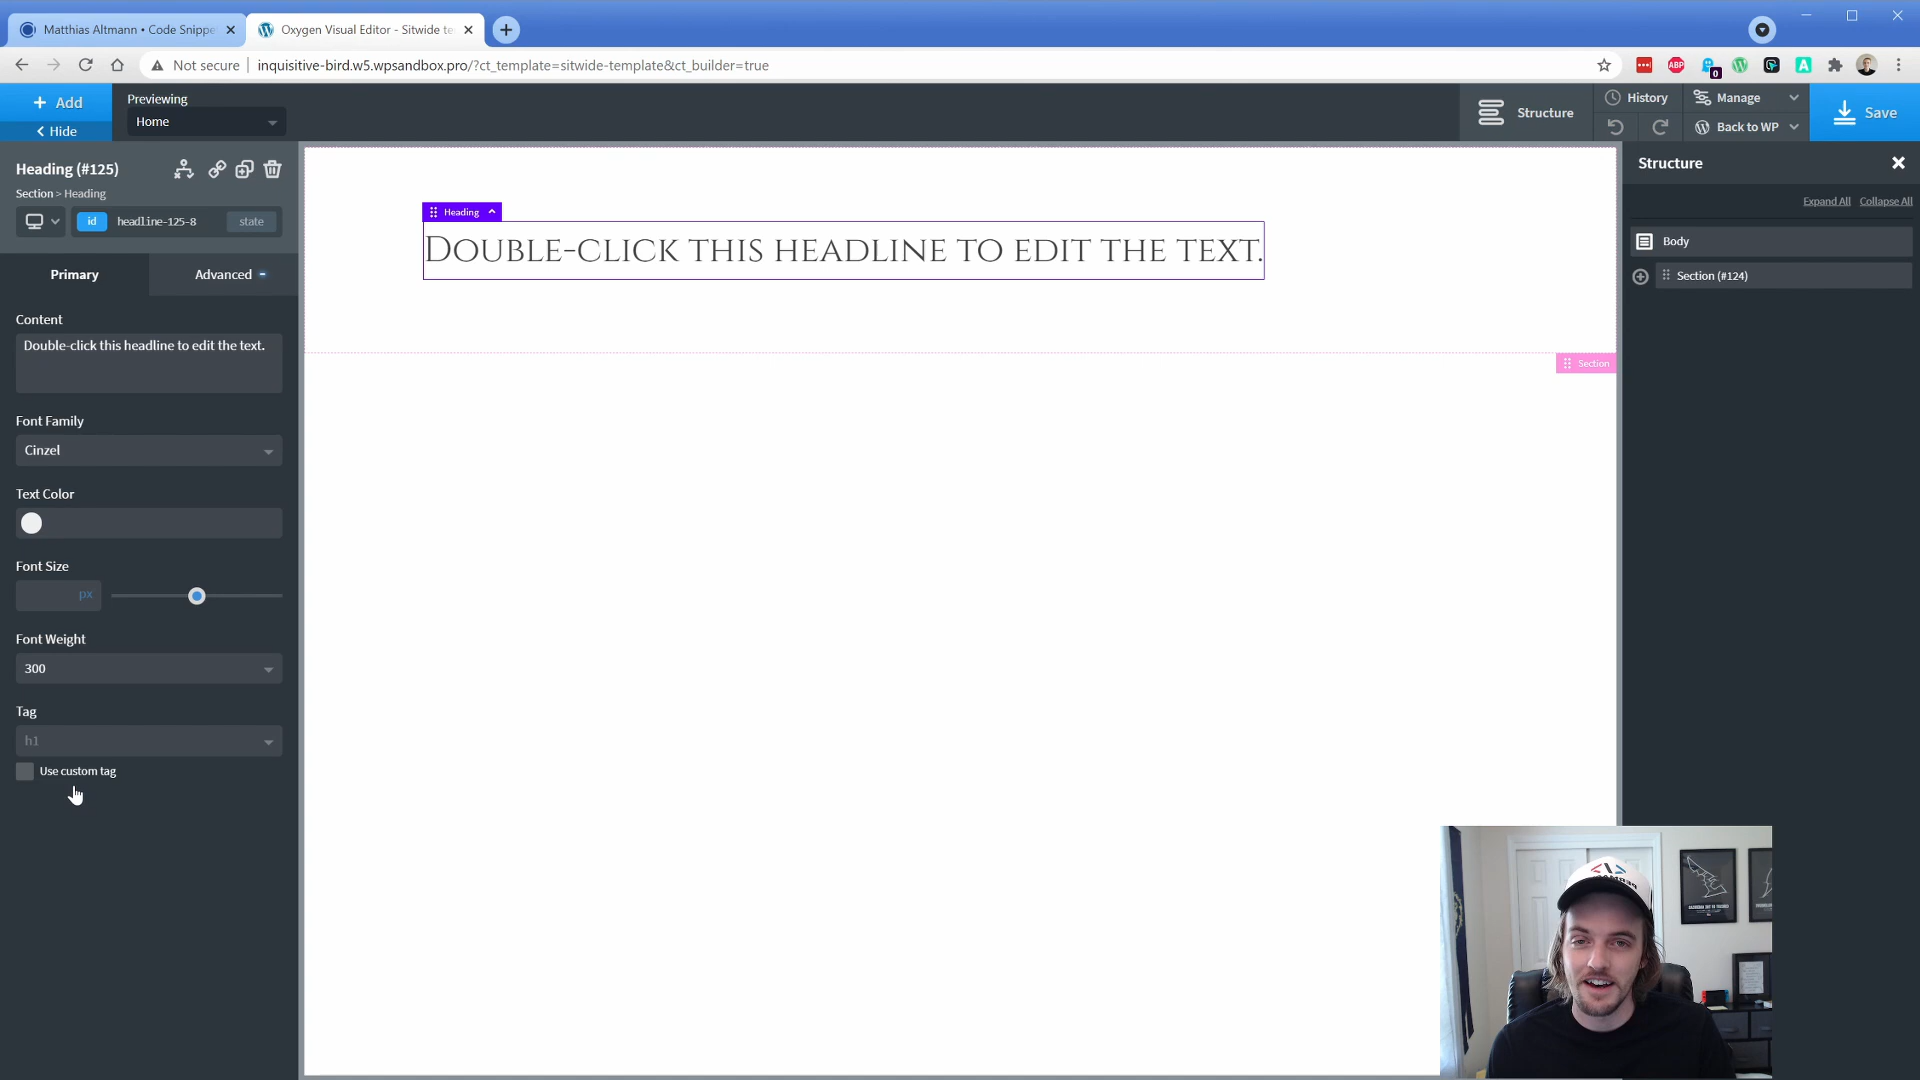 Matthias Altmann • Code Snippe
Oxygen Visual Editor - Sitwide te
Not secure
inquisitive-bird.w5.wpsandbox.pro/?ct_template=sitwide-template&ct_builder=true
ABP
0
+ Add
Hide
Previewing
Home
Structure
History
Manage
Back to WP
Save
Heading (#125)
Section > Heading
id
headline-125-8
state
Primary
Advanced
Content
Double-click this headline to edit the text.
Font Family
Cinzel
Text Color
Font Size
px
Font Weight
300
Tag
h1
Use custom tag
Heading
Double-click this headline to edit the text.
Section
Structure
Expand All
Collapse All
Body
Section (#124)